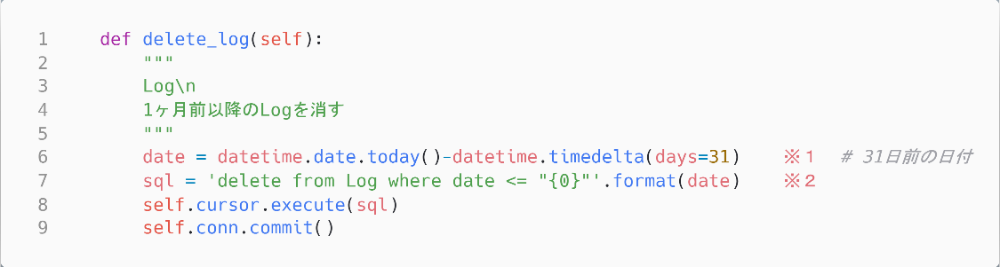 1 def delete_log(self):
2 """
3 Log\n
4 1ヶ月前以降のLogを消す
5 """
6 date = datetime.date.today()-datetime.timedelta(days=31) ※1 # 31日前の日付
7 sql = 'delete from Log where date <= "{0}"'.format(date) ※2
8 self.cursor.execute(sql)
9 self.conn.commit()